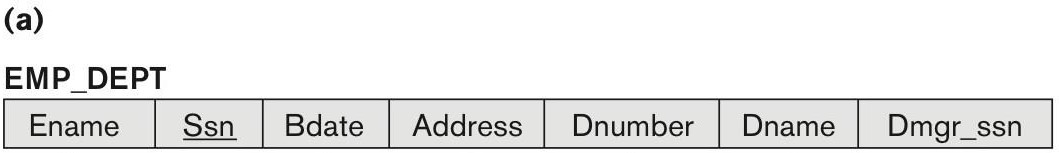 (a)
EMP_DEPT
Ename Ssn Bdate Address Dnumber Dname Dmgr_ssn